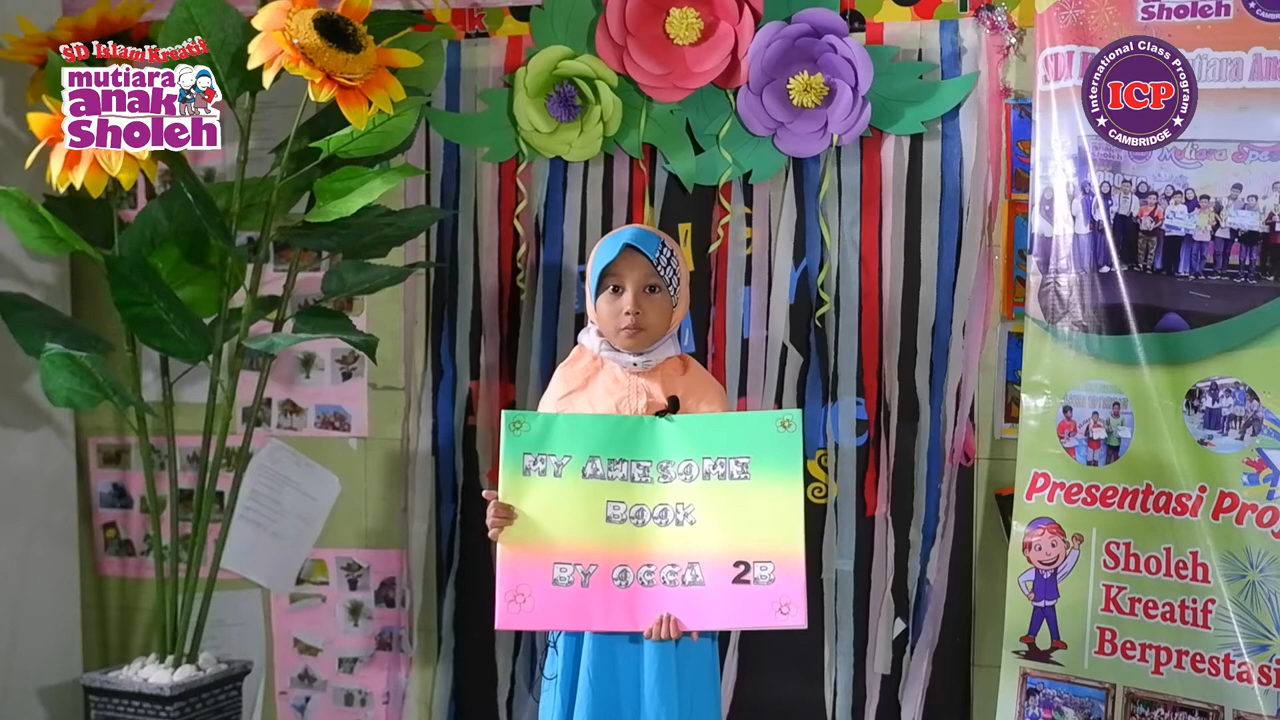 SD Islam Kreatif
mutiara
anak
Sholeh
MY AWESOME
BOOK
BY OCCA 2B
International Class Program
ICP
CAMBRIDGE
Sholeh
Mutiara
Presentasi
Sholeh
Kreatif
Berprestasi